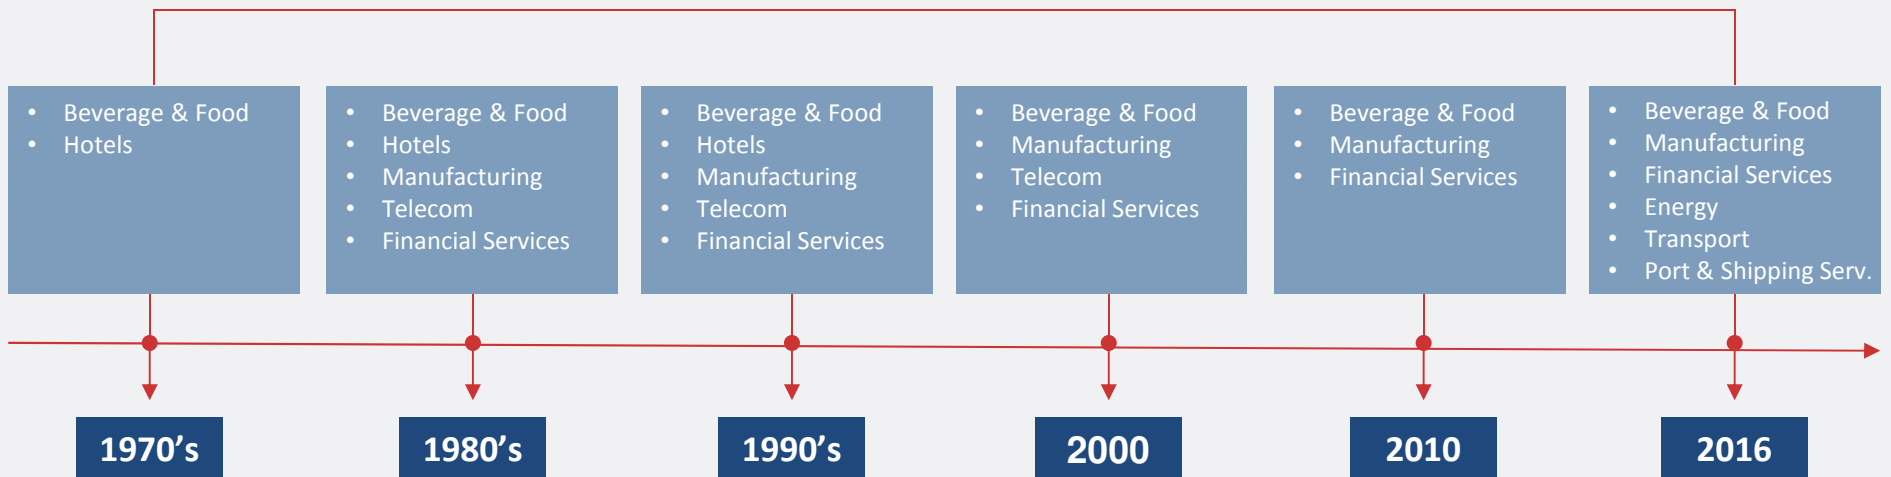 • Beverage & Food
• Hotels
• Beverage & Food
• Hotels
• Manufacturing
• Telecom
• Financial Services
• Beverage & Food
• Hotels
• Manufacturing
• Telecom
• Financial Services
• Beverage & Food
• Manufacturing
• Telecom
• Financial Services
• Beverage & Food
• Manufacturing
• Financial Services
• Beverage & Food
• Manufacturing
• Financial Services
• Energy
• Transport
• Port & Shipping Serv.
1970’s
1980’s
1990’s
2000
2010
2016